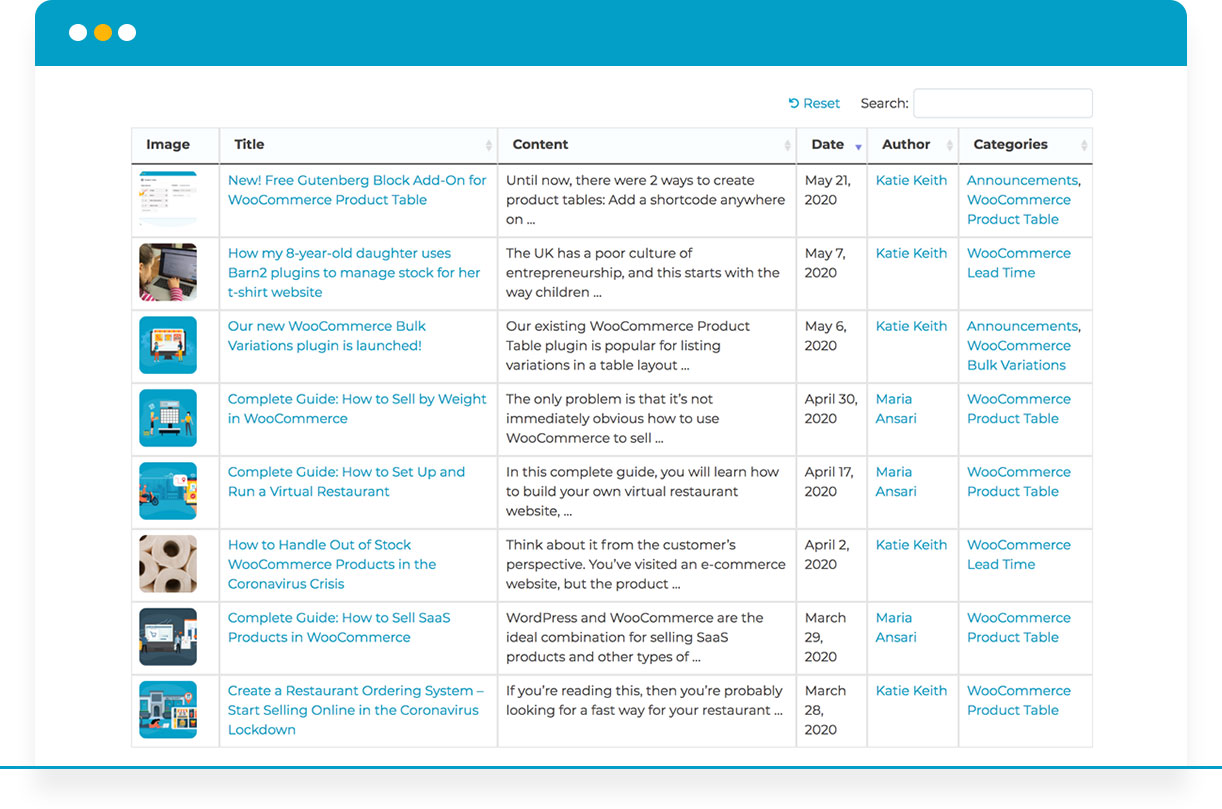 Reset Search:
Image Title Content Date Author Categories
New! Free Gutenberg Block Add-On for
WooCommerce Product Table
Until now, there were 2 ways to create
product tables: Add a shortcode anywhere
on ...
May 21,
2020
Katie Keith
Announcements,
WooCommerce
Product Table
How my 8-year-old daughter uses
Barn2 plugins to manage stock for her
t-shirt website
The UK has a poor culture of
entrepreneurship, and this starts with the
way children ...
May 7,
2020
Katie Keith
WooCommerce
Lead Time
Our new WooCommerce Bulk
Variations plugin is launched!
Our existing WooCommerce Product
Table plugin is popular for listing
variations in a table layout ...
May 6,
2020
Katie Keith
Announcements,
WooCommerce
Bulk Variations
Complete Guide: How to Sell by Weight
in WooCommerce
The only problem is that it’s not
immediately obvious how to use
WooCommerce to sell ...
April 30,
2020
Maria
Ansari
WooCommerce
Product Table
Complete Guide: How to Set Up and
Run a Virtual Restaurant
In this complete guide, you will learn how
to build your own virtual restaurant
website, ...
April 17,
2020
Maria
Ansari
WooCommerce
Product Table
How to Handle Out of Stock
WooCommerce Products in the
Coronavirus Crisis
Think about it from the customer’s
perspective. You’ve visited an e-commerce
website, but the product ...
April 2,
2020
Katie Keith
WooCommerce
Lead Time
Complete Guide: How to Sell SaaS
Products in WooCommerce
WordPress and WooCommerce are the
ideal combination for selling SaaS
products and other types of ...
March
29,
2020
Maria
Ansari
WooCommerce
Product Table
Create a Restaurant Ordering System –
Start Selling Online in the Coronavirus
Lockdown
If you’re reading this, then you’re probably
looking for a fast way for your restaurant ...
March
28,
2020
Katie Keith
WooCommerce
Product Table